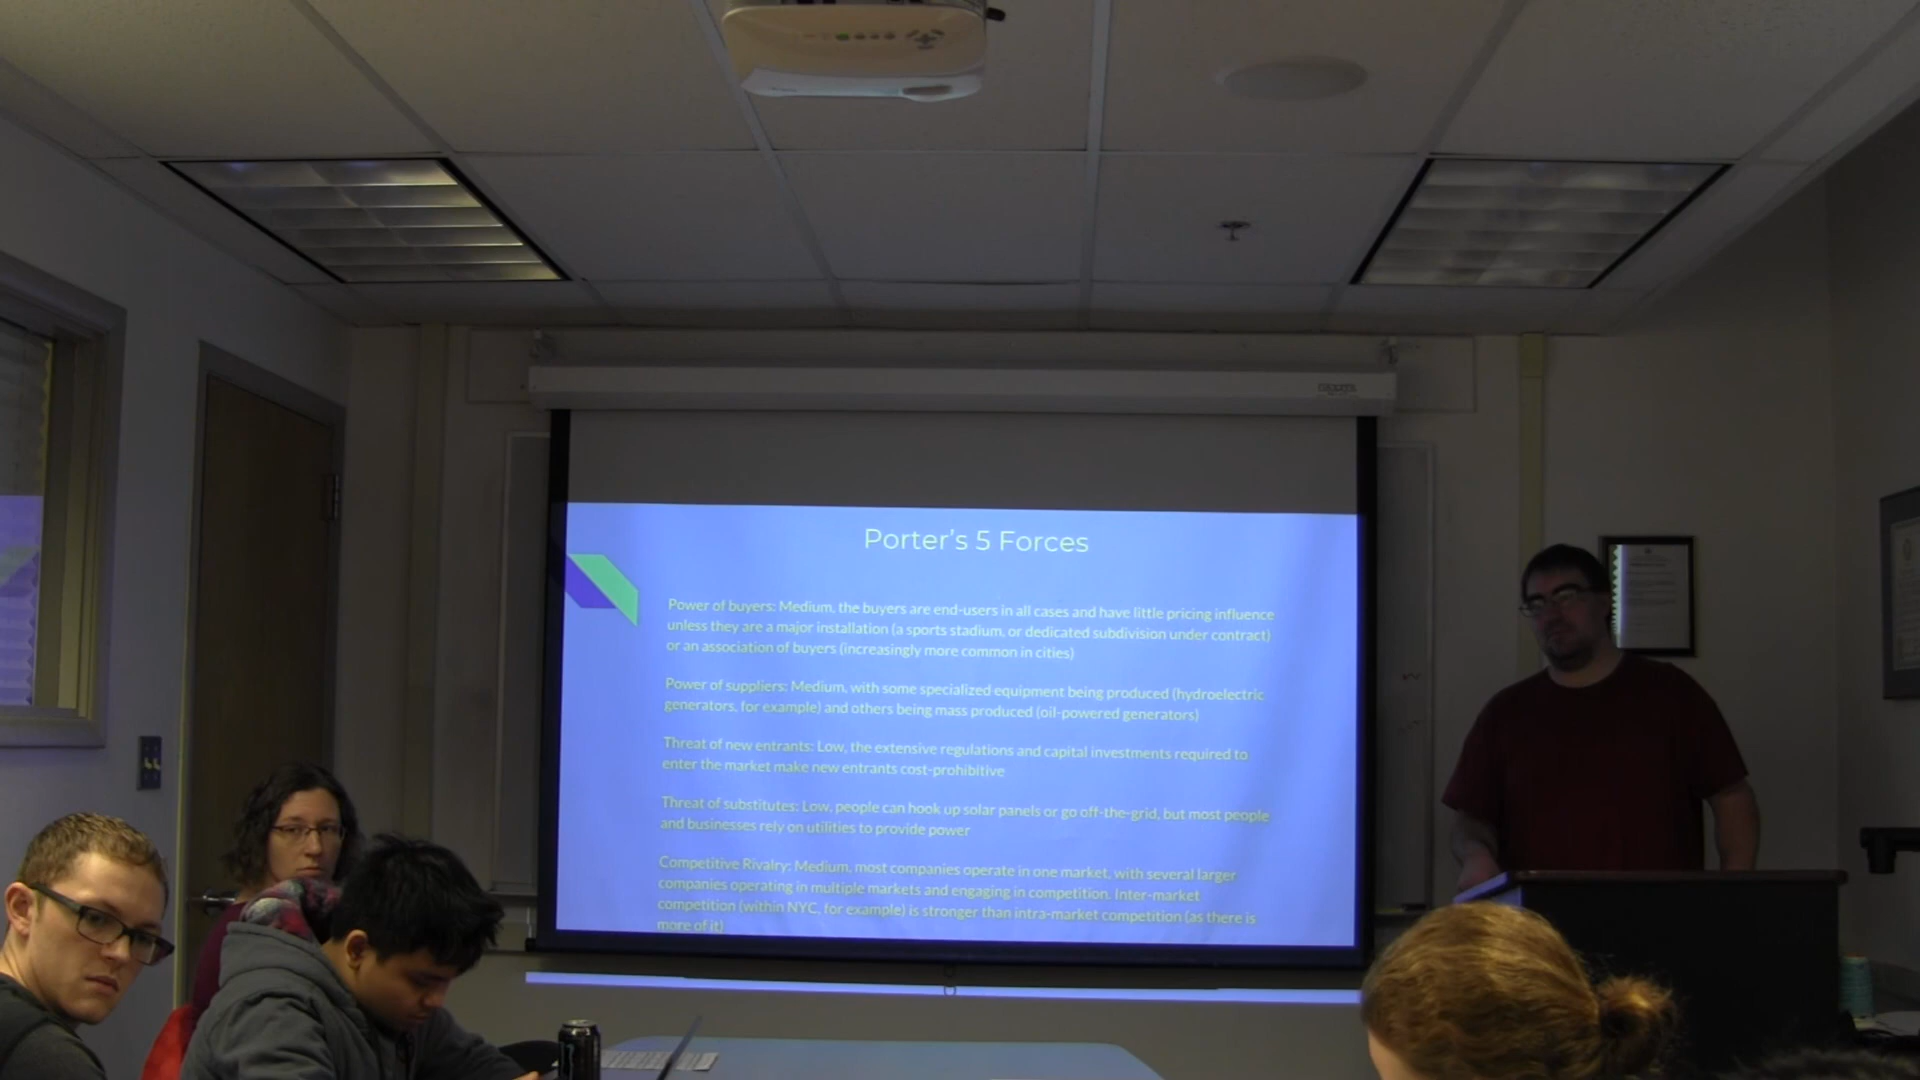 Porter's 5 Forces
Power of buyers: Medium, the buyers are end-users in all cases and have little pricing influence
unless they are a major installation (a sports stadium, or dedicated subdivision under contract)
or an association of buyers (increasingly more common in cities)
Power of suppliers: Medium, with some specialized equipment being produced (hydroelectric
generators, for example) and others being mass produced (oil-powered generators)
Threat of new entrants: Low, the extensive regulations and capital investments required to
enter the market make new entrants cost-prohibitive
Threat of substitutes: Low, people can hook up solar panels or go off-the-grid, but most people
and businesses rely on utilities to provide power
Competitive Rivalry: Medium, most companies operate in one market, with several larger
companies operating in multiple markets and engaging in competition. Inter-market
competition (within NYC, for example) is stronger than intra-market competition (as there is
more of it)